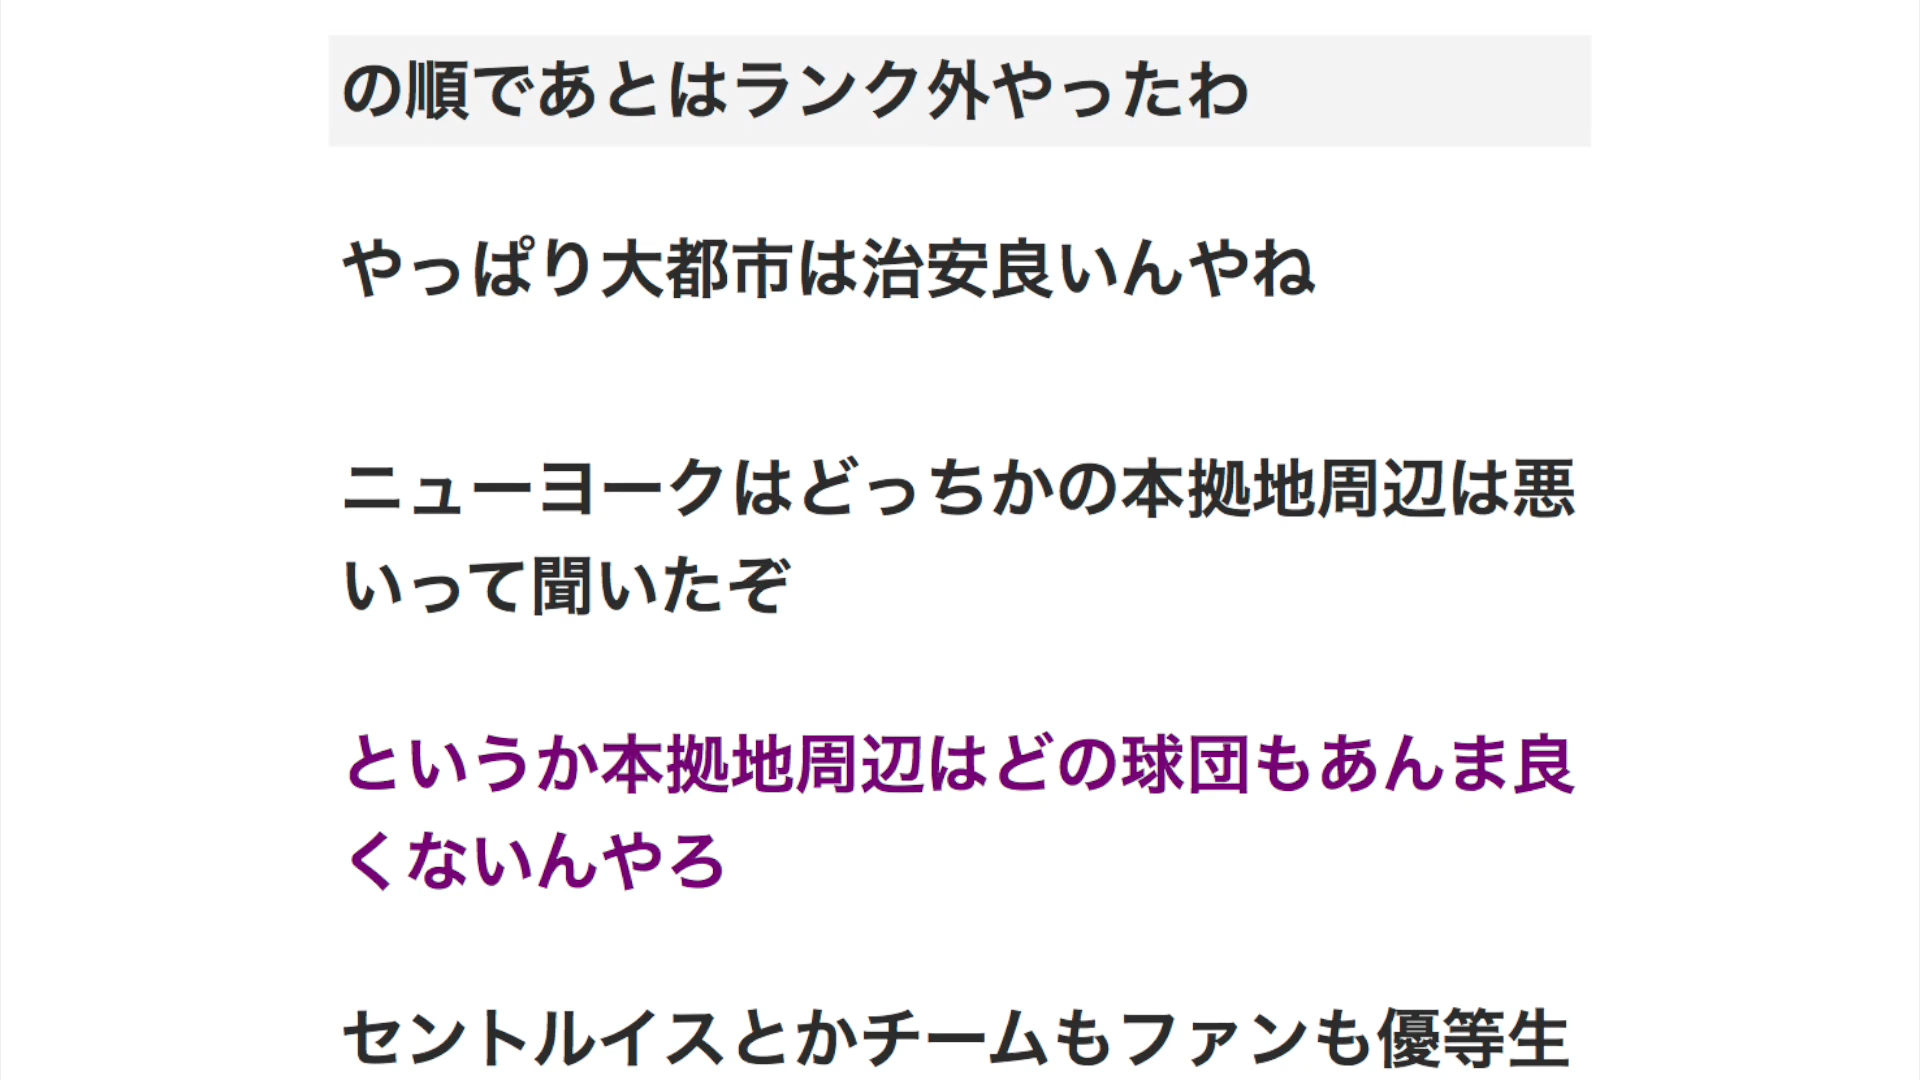 の順であとはランク外やったわ
やっぱり大都市は治安良いんやね
ニューヨークはどっちかの本拠地周辺は悪
いって聞いたぞ
というか本拠地周辺はどの球団もあんま良
くないんやろ
セントルイスとかチームもファンも優等生